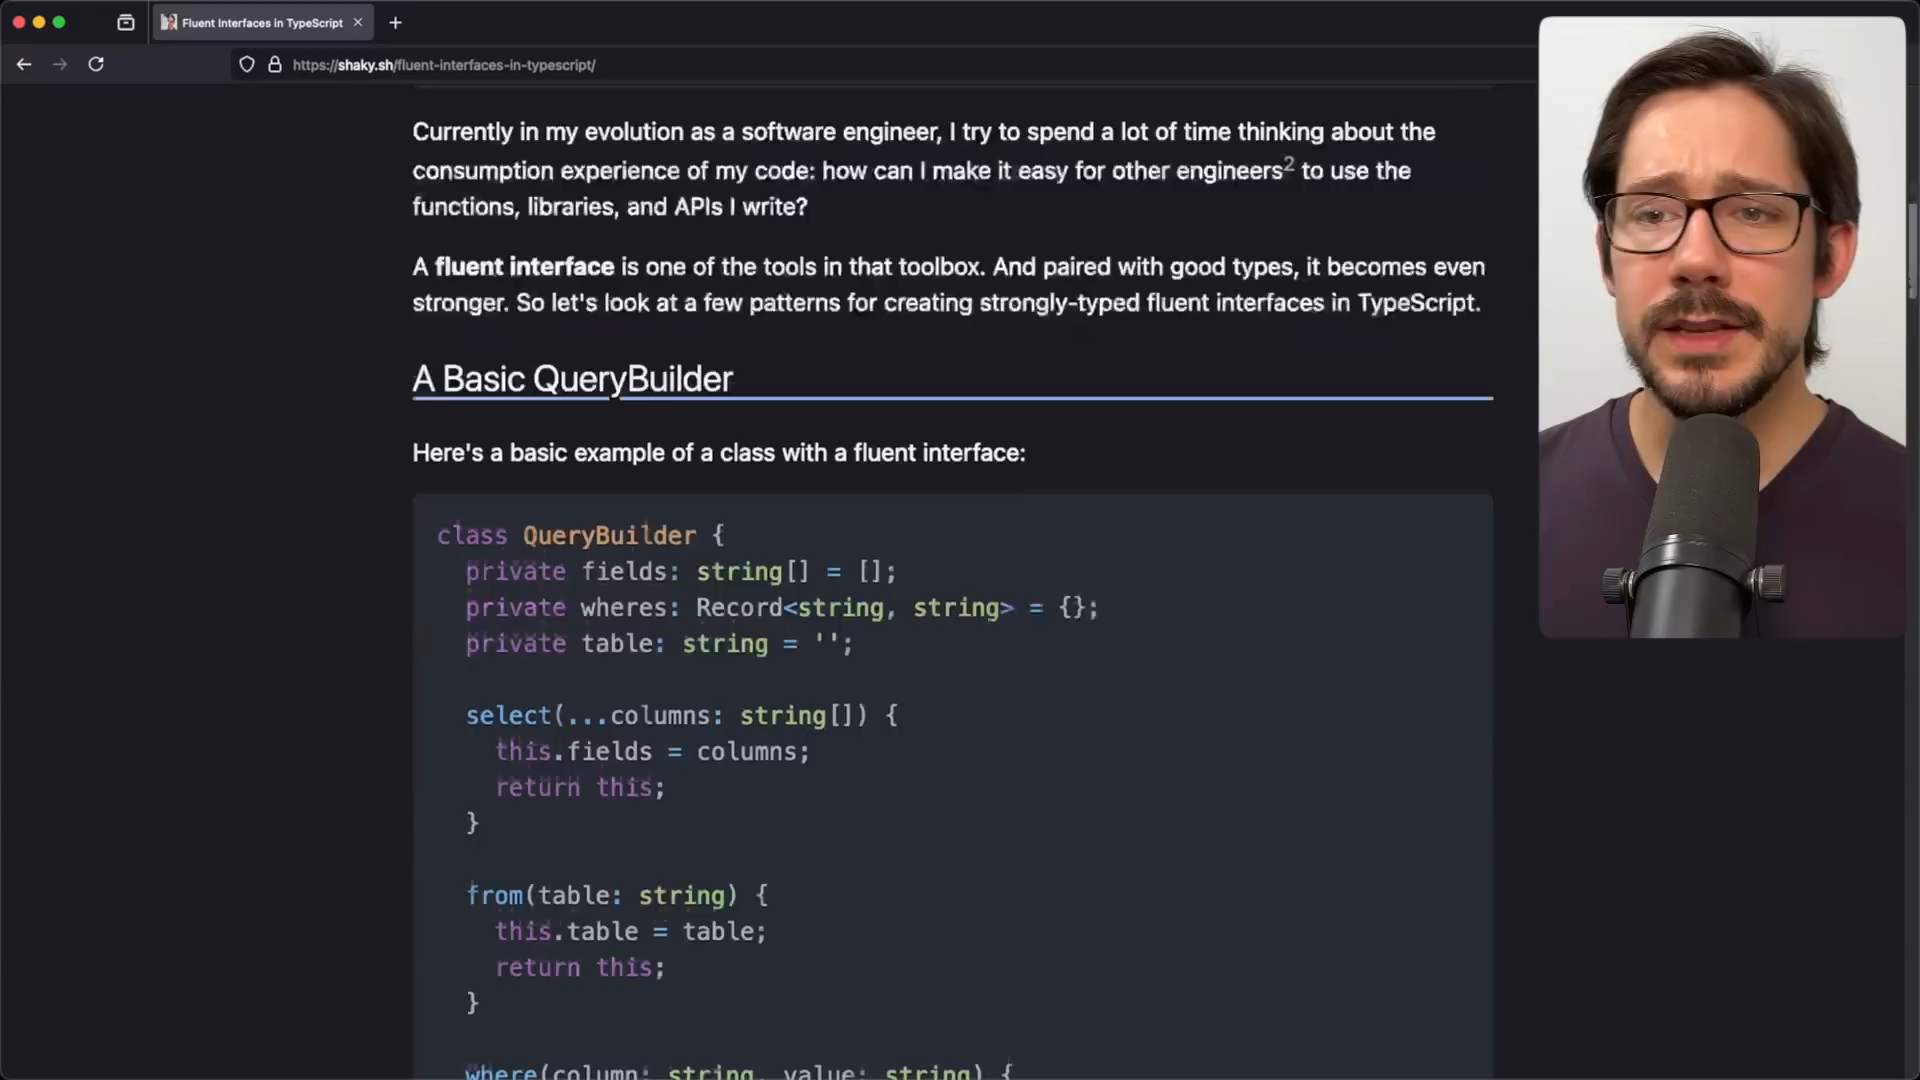 Fluent Interfaces in TypeScript
https://shaky.sh/fluent-interfaces-in-typescript/
Currently in my evolution as a software engineer, I try to spend a lot of time thinking about the
consumption experience of my code: how can I make it easy for other engineers2 to use the
functions, libraries, and APIs I write?
A fluent interface is one of the tools in that toolbox. And paired with good types, it becomes even
stronger. So let's look at a few patterns for creating strongly-typed fluent interfaces in TypeScript.
A Basic QueryBuilder
Here's a basic example of a class with a fluent interface:
class QueryBuilder {
private fields: string[] = [];
private wheres: Record<string, string> = {};
private table: string = '';
select(...columns: string[]) {
this.fields = columns;
return this;
}
from(table: string) {
this.table = table;
return this;
}
where(column: string, value: string) {